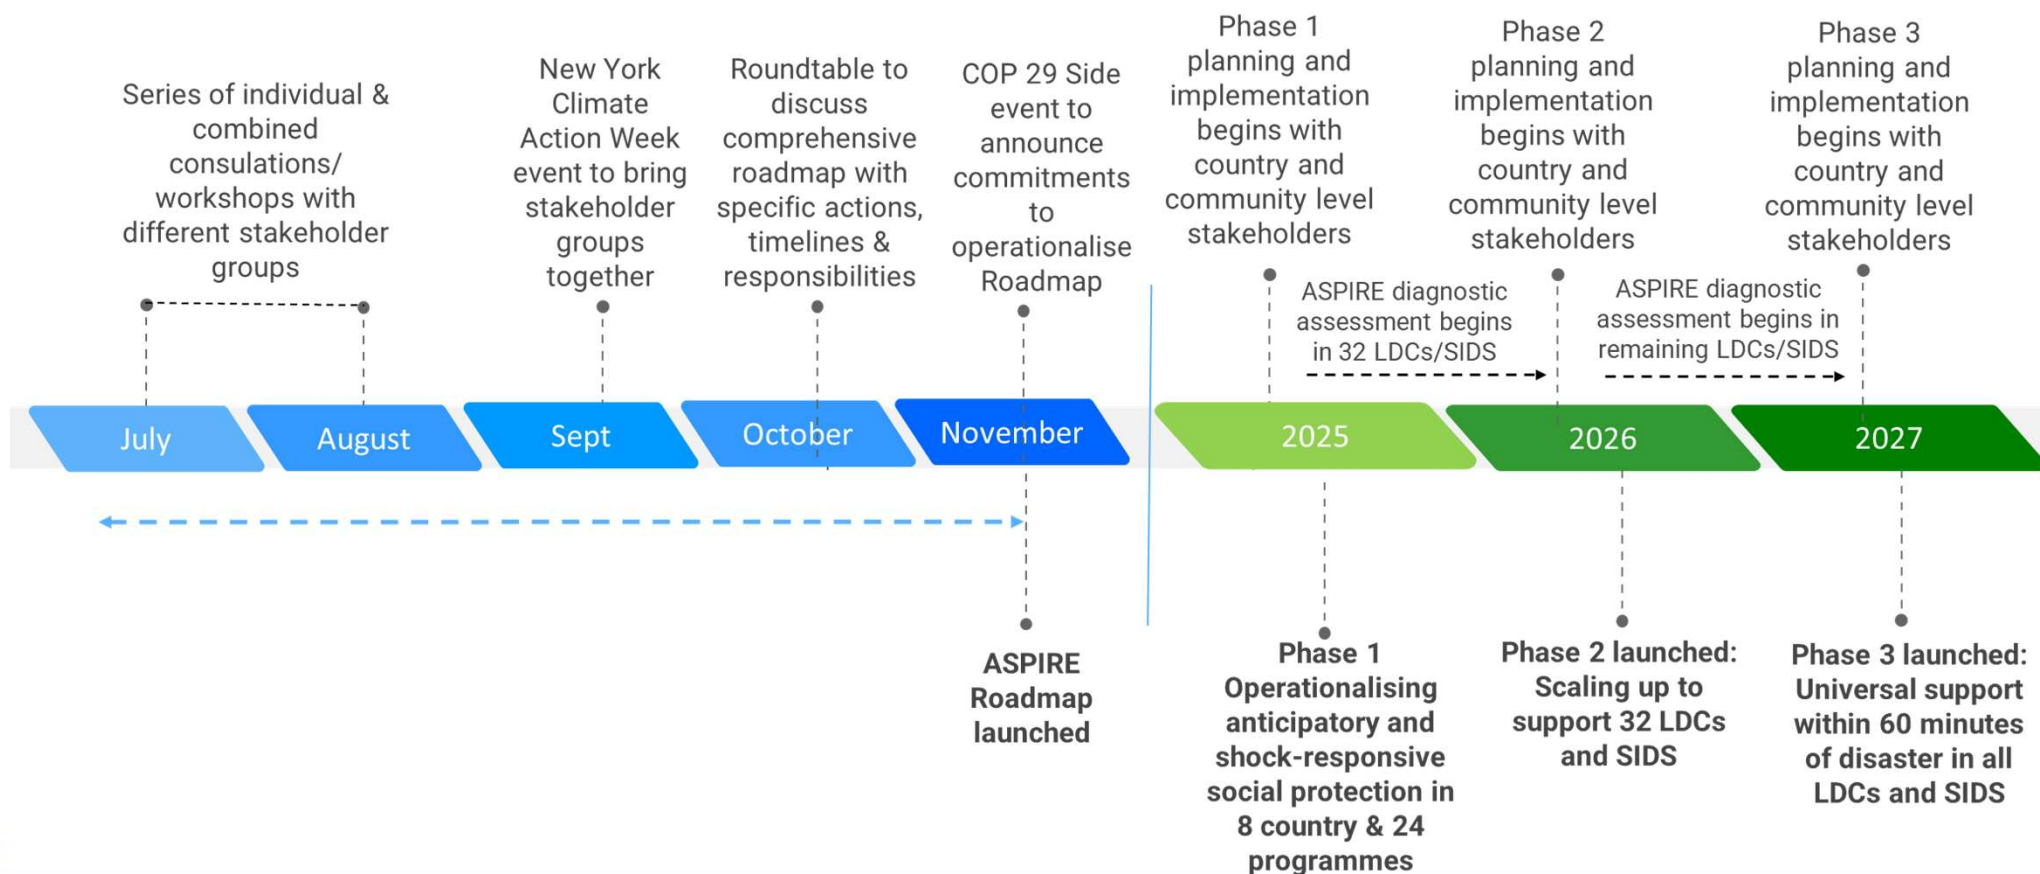 Series of individual &
combined
consulations/
workshops with
different stakeholder
groups
New York
Climate
Action Week
event to bring
stakeholder
groups
together
Roundtable to
discuss
comprehensive
roadmap with
specific actions,
timelines &
responsibilities
COP 29 Side
event to
announce
commitments
to
operationalise
Roadmap
Phase 1
planning and
implementation
begins with
country and
community level
stakeholders
Phase 2
planning and
implementation
begins with
country and
community level
stakeholders
Phase 3
planning and
implementation
begins with
country and
community level
stakeholders
ASPIRE diagnostic
assessment begins
in 32 LDCs/SIDS
ASPIRE diagnostic
assessment begins in
remaining LDCs/SIDS
July
August
Sept
October
November
2025
2026
2027
ASPIRE
Roadmap
launched
Phase 1
Operationalising
anticipatory and
shock-responsive
social protection in
8 country & 24
programmes
Phase 2 launched:
Scaling up to
support 32 LDCs
and SIDS
Phase 3 launched:
Universal support
within 60 minutes
of disaster in all
LDCs and SIDS